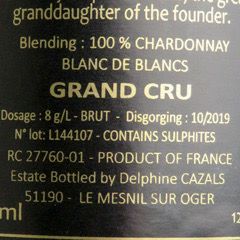 granddaughter of the founder.
Blending : 100 % CHARDONNAY
BLANC DE BLANCS
GRAND CRU
Dosage : 8 g/L - BRUT - Disgorging : 10/2019
N° lot: L144107 - CONTAINS SULPHITES
RC 27760-01 - PRODUCT OF FRANCE
Estate Bottled by Delphine CAZALS
51190 - LE MESNIL SUR OGER
ml 12